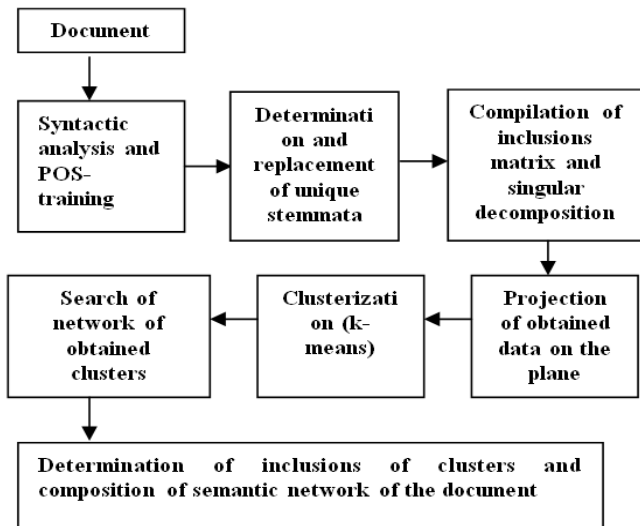 Document
Syntactic
analysis and
POS-
training
Determinati
on and
replacement
of unique
stemmata
Compilation of
inclusions
matrix and
singular
decomposition
Search of
network of
obtained
clusters
Clusterizati
on (k-
means)
Projection
of obtained
data on the
plane
Determination of inclusions of clusters and
composition of semantic network of the document